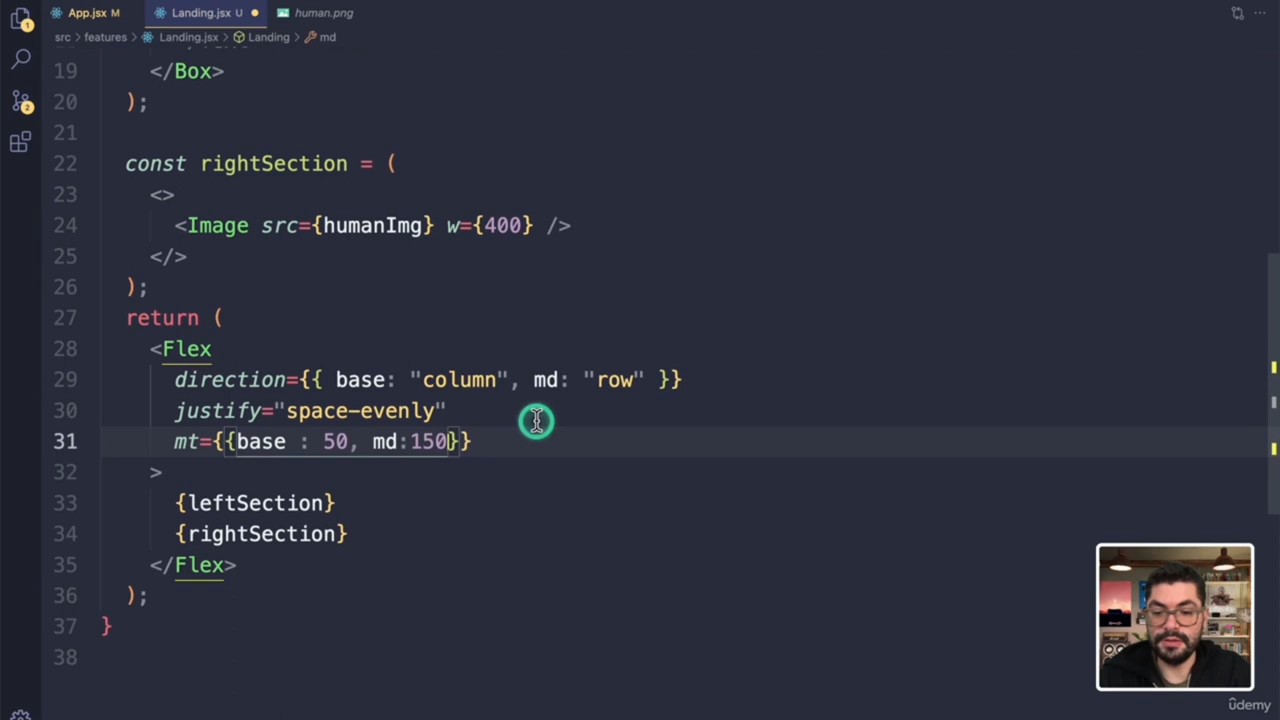 1
App.jsx M
Landing.jsx U
human.png
src > features > Landing.jsx > Landing > md
2
19 </Box>
20 );
21
22 const rightSection = (
23 <>
24 <Image src={humanImg} w={400} />
25 </>
26 );
27 return (
28 <Flex
29 direction={{ base: "column", md: "row" }}
30 justify="space-evenly"
31 mt={{base : 50, md:150}}
32 >
33 {leftSection}
34 {rightSection}
35 </Flex>
36 );
37 }
38
ûdemy